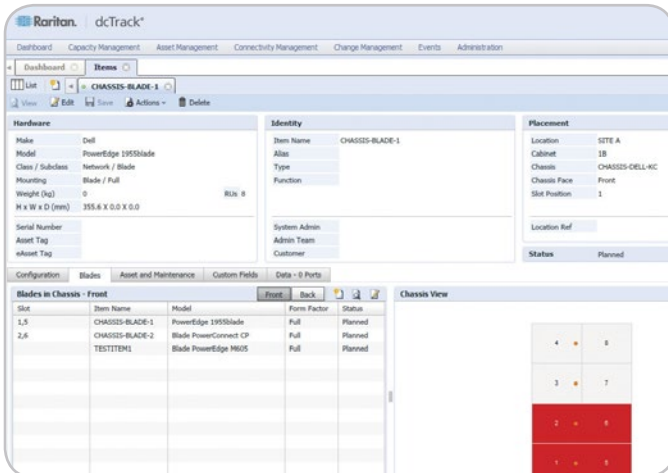 Raritan. dcTrack®
Dashboard Capacity Management Asset Management Connectivity Management Change Management Events Administration
Dashboard Items
List CHASSIS-BLADE-1
View Edit Save Actions Delete
Hardware Identity Placement
Make Dell Item Name CHASSIS-BLADE-1 Location SITE A
Model PowerEdge 1955blade Alias Cabinet 1B
Class / Subclass Network / Blade Type Chassis CHASSIS-DELL-KC
Mounting Blade / Full Function Chassis Face Front
Weight (kg) 0 RUs 8 Slot Position 1
H x W x D (mm) 355.6 X 0.0 X 0.0
Serial Number System Admin Location Ref
Asset Tag Admin Team
eAsset Tag Customer Status Planned
Configuration Blades Asset and Maintenance Custom Fields Data - 0 Ports
Blades in Chassis - Front Front Back Chassis View
Slot Item Name Model Form Factor Status
1,5 CHASSIS-BLADE-1 PowerEdge 1955blade Full Planned
2,6 CHASSIS-BLADE-2 Blade PowerConnect CP Full Planned
TESTITEM1 Blade PowerEdge M605 Full Planned
4 8
3 7
2 6
1 5